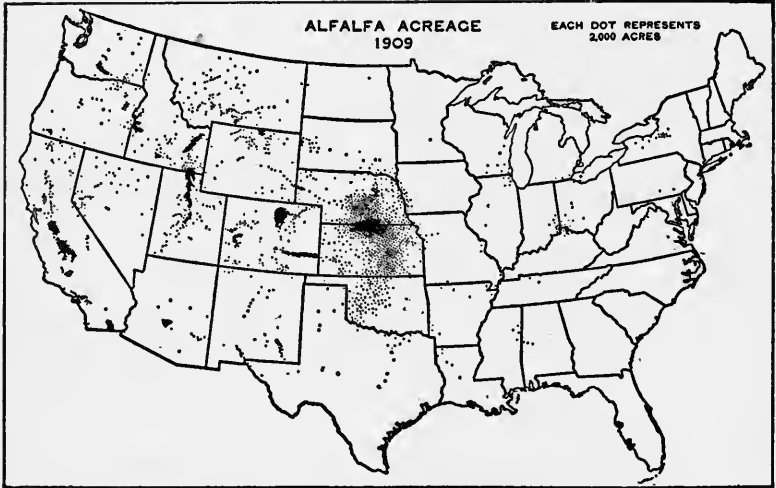 ALFALFA ACREAGE
1909
EACH DOT REPRESENTS
2,000 ACRES